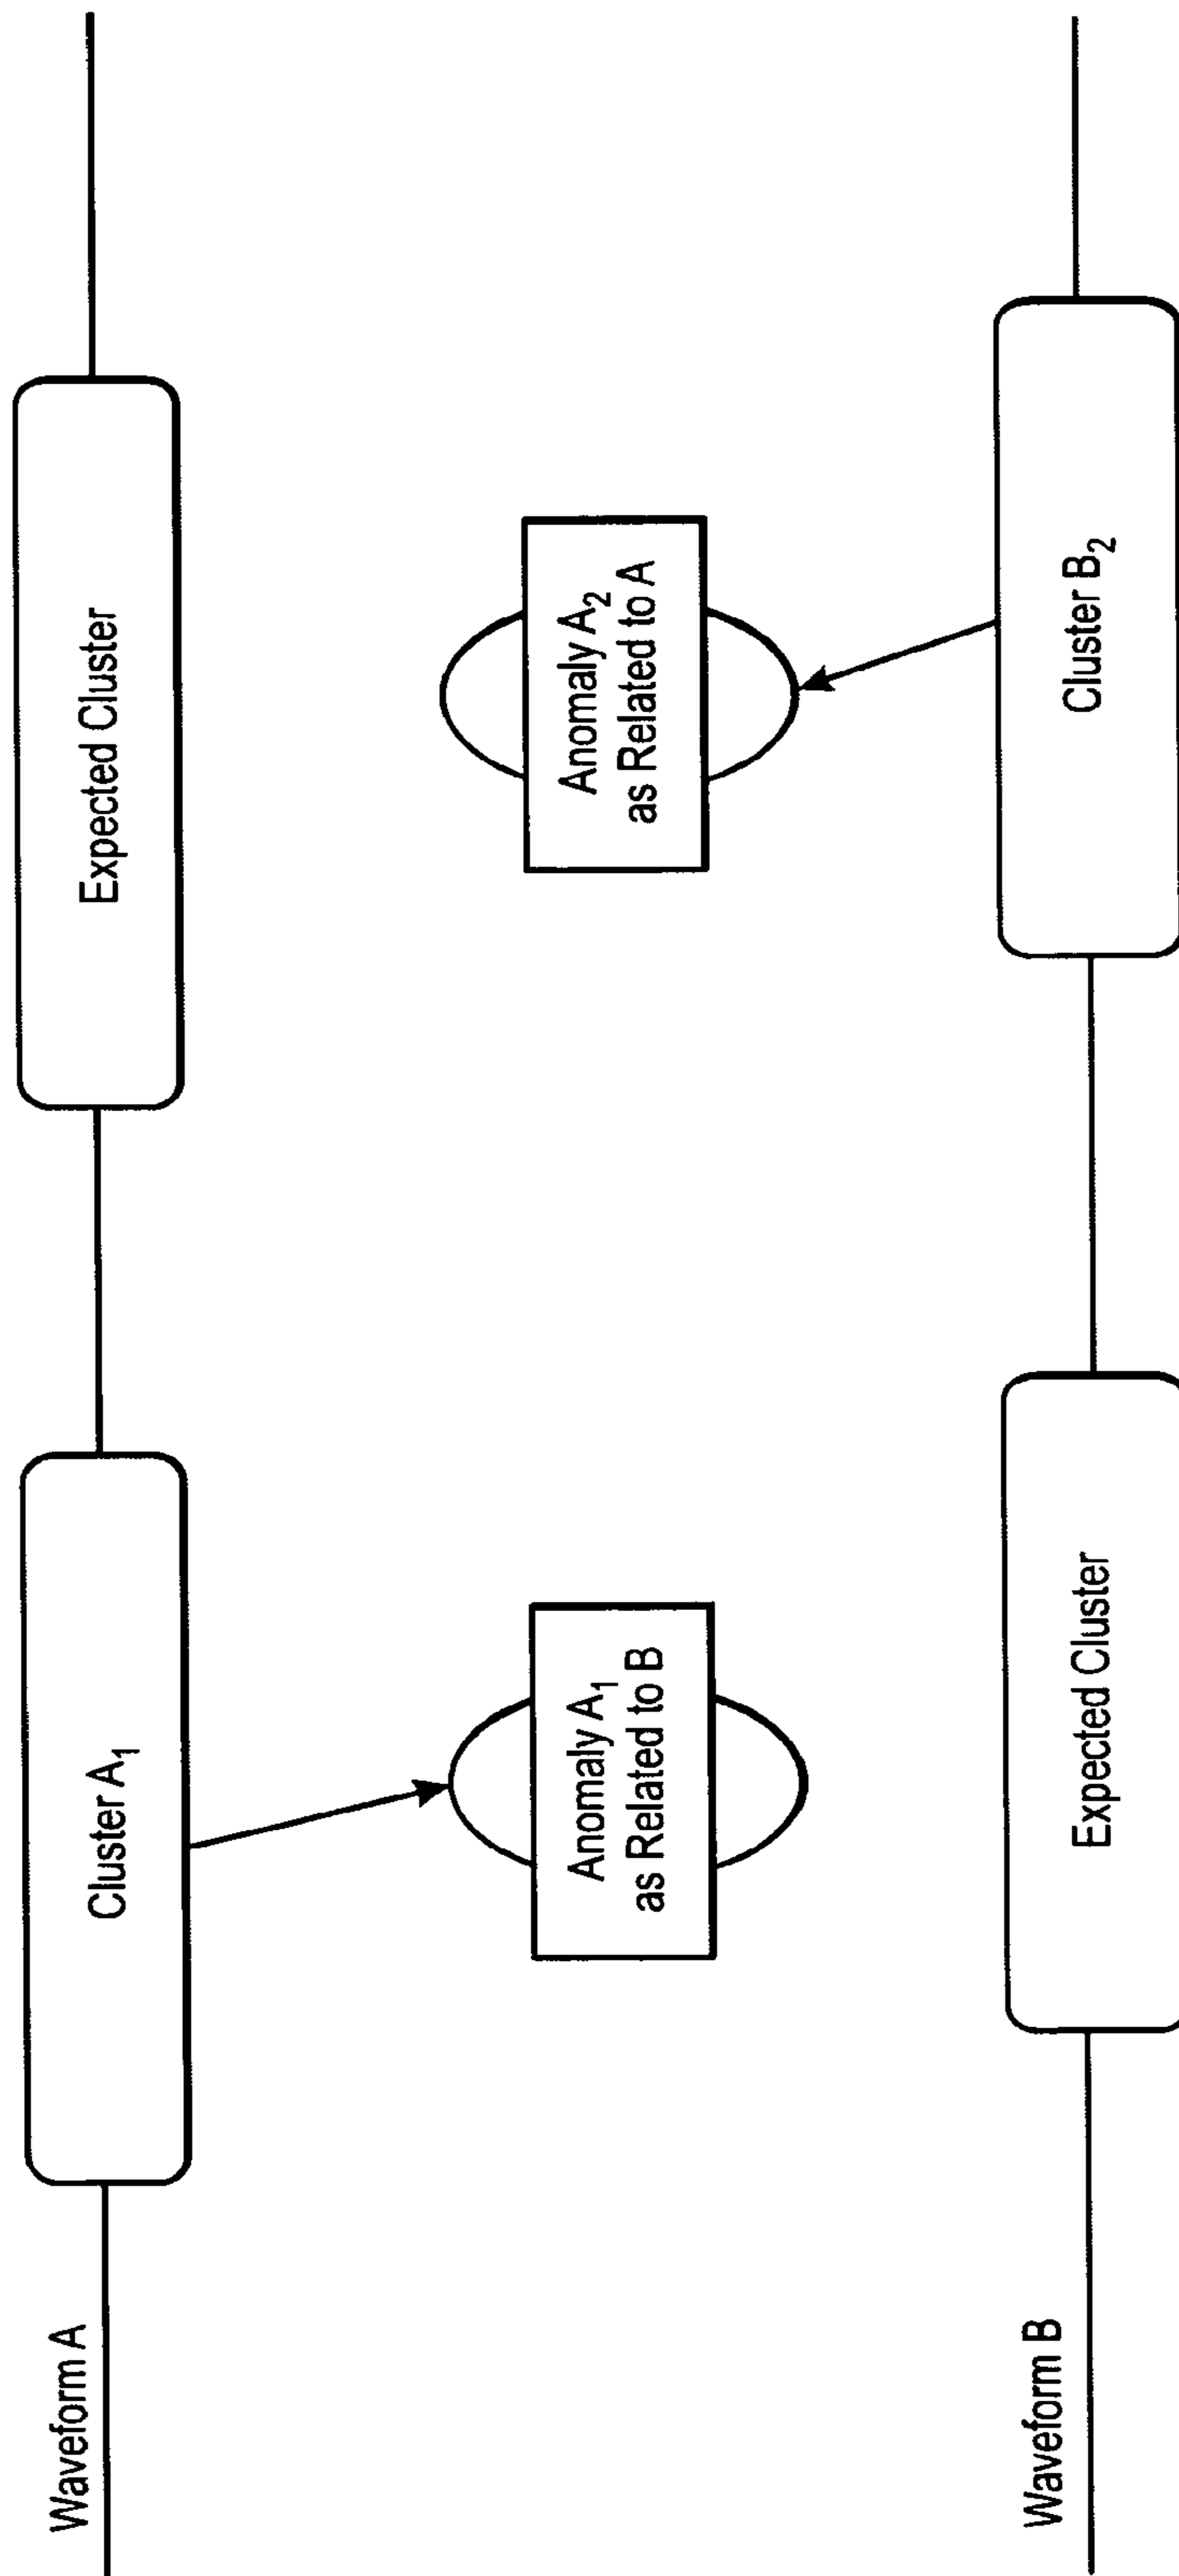 Waveform A
Cluster A₁
Expected Cluster
Anomaly A₁
as Related to B
Anomaly A₂
as Related to A
Waveform B
Expected Cluster
Cluster B₂